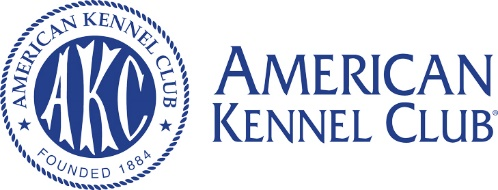 AMERICAN KENNEL CLUB
AKC
FOUNDED 1884
AMERICAN
KENNEL CLUB®